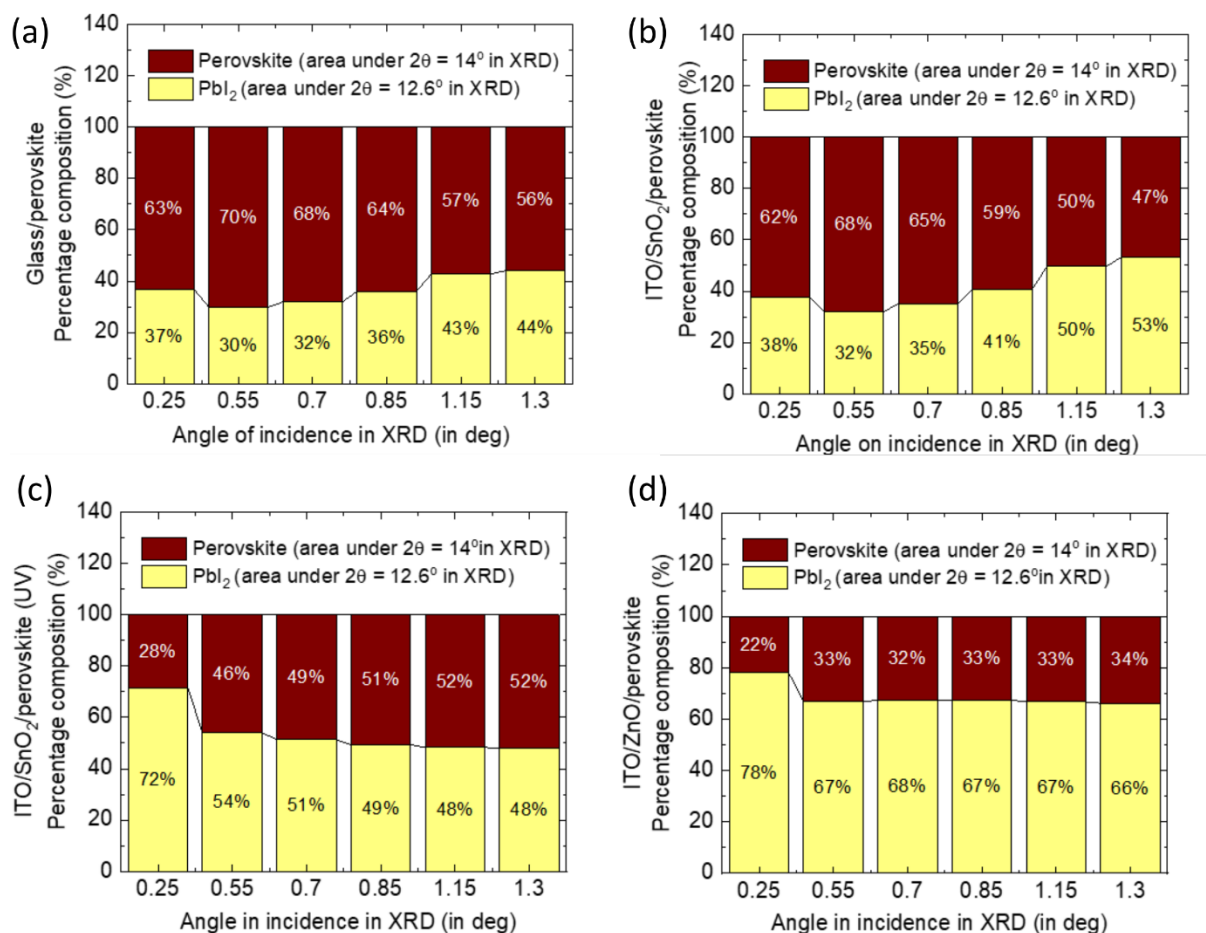 (a)
140
120
100
80
60
40
20
0
Glass/perovskite
Percentage composition (%)
Perovskite (area under 2θ = 14° in XRD)
PbI₂ (area under 2θ = 12.6° in XRD)
63% 70% 68% 64% 57% 56%
37% 30% 32% 36% 43% 44%
0.25 0.55 0.7 0.85 1.15 1.3
Angle of incidence in XRD (in deg)
(b)
140
120
100
80
60
40
20
0
ITO/SnO₂/perovskite
Percentage composition (%)
Perovskite (area under 2θ = 14° in XRD)
PbI₂ (area under 2θ = 12.6° in XRD)
62% 68% 65% 59% 50% 47%
38% 32% 35% 41% 50% 53%
0.25 0.55 0.7 0.85 1.15 1.3
Angle on incidence in XRD (in deg)
(c)
140
120
100
80
60
40
20
0
ITO/SnO₂/perovskite (UV)
Percentage composition (%)
Perovskite (area under 2θ = 14°in XRD)
PbI₂ (area under 2θ = 12.6° in XRD)
28% 46% 49% 51% 52% 52%
72% 54% 51% 49% 48% 48%
0.25 0.55 0.7 0.85 1.15 1.3
Angle in incidence in XRD (in deg)
(d)
140
120
100
80
60
40
20
0
ITO/ZnO/perovskite
Percentage composition (%)
Perovskite (area under 2θ = 14° in XRD)
PbI₂ (area under 2θ = 12.6°in XRD)
22% 33% 32% 33% 33% 34%
78% 67% 68% 67% 67% 66%
0.25 0.55 0.7 0.85 1.15 1.3
Angle in incidence in XRD (in deg)